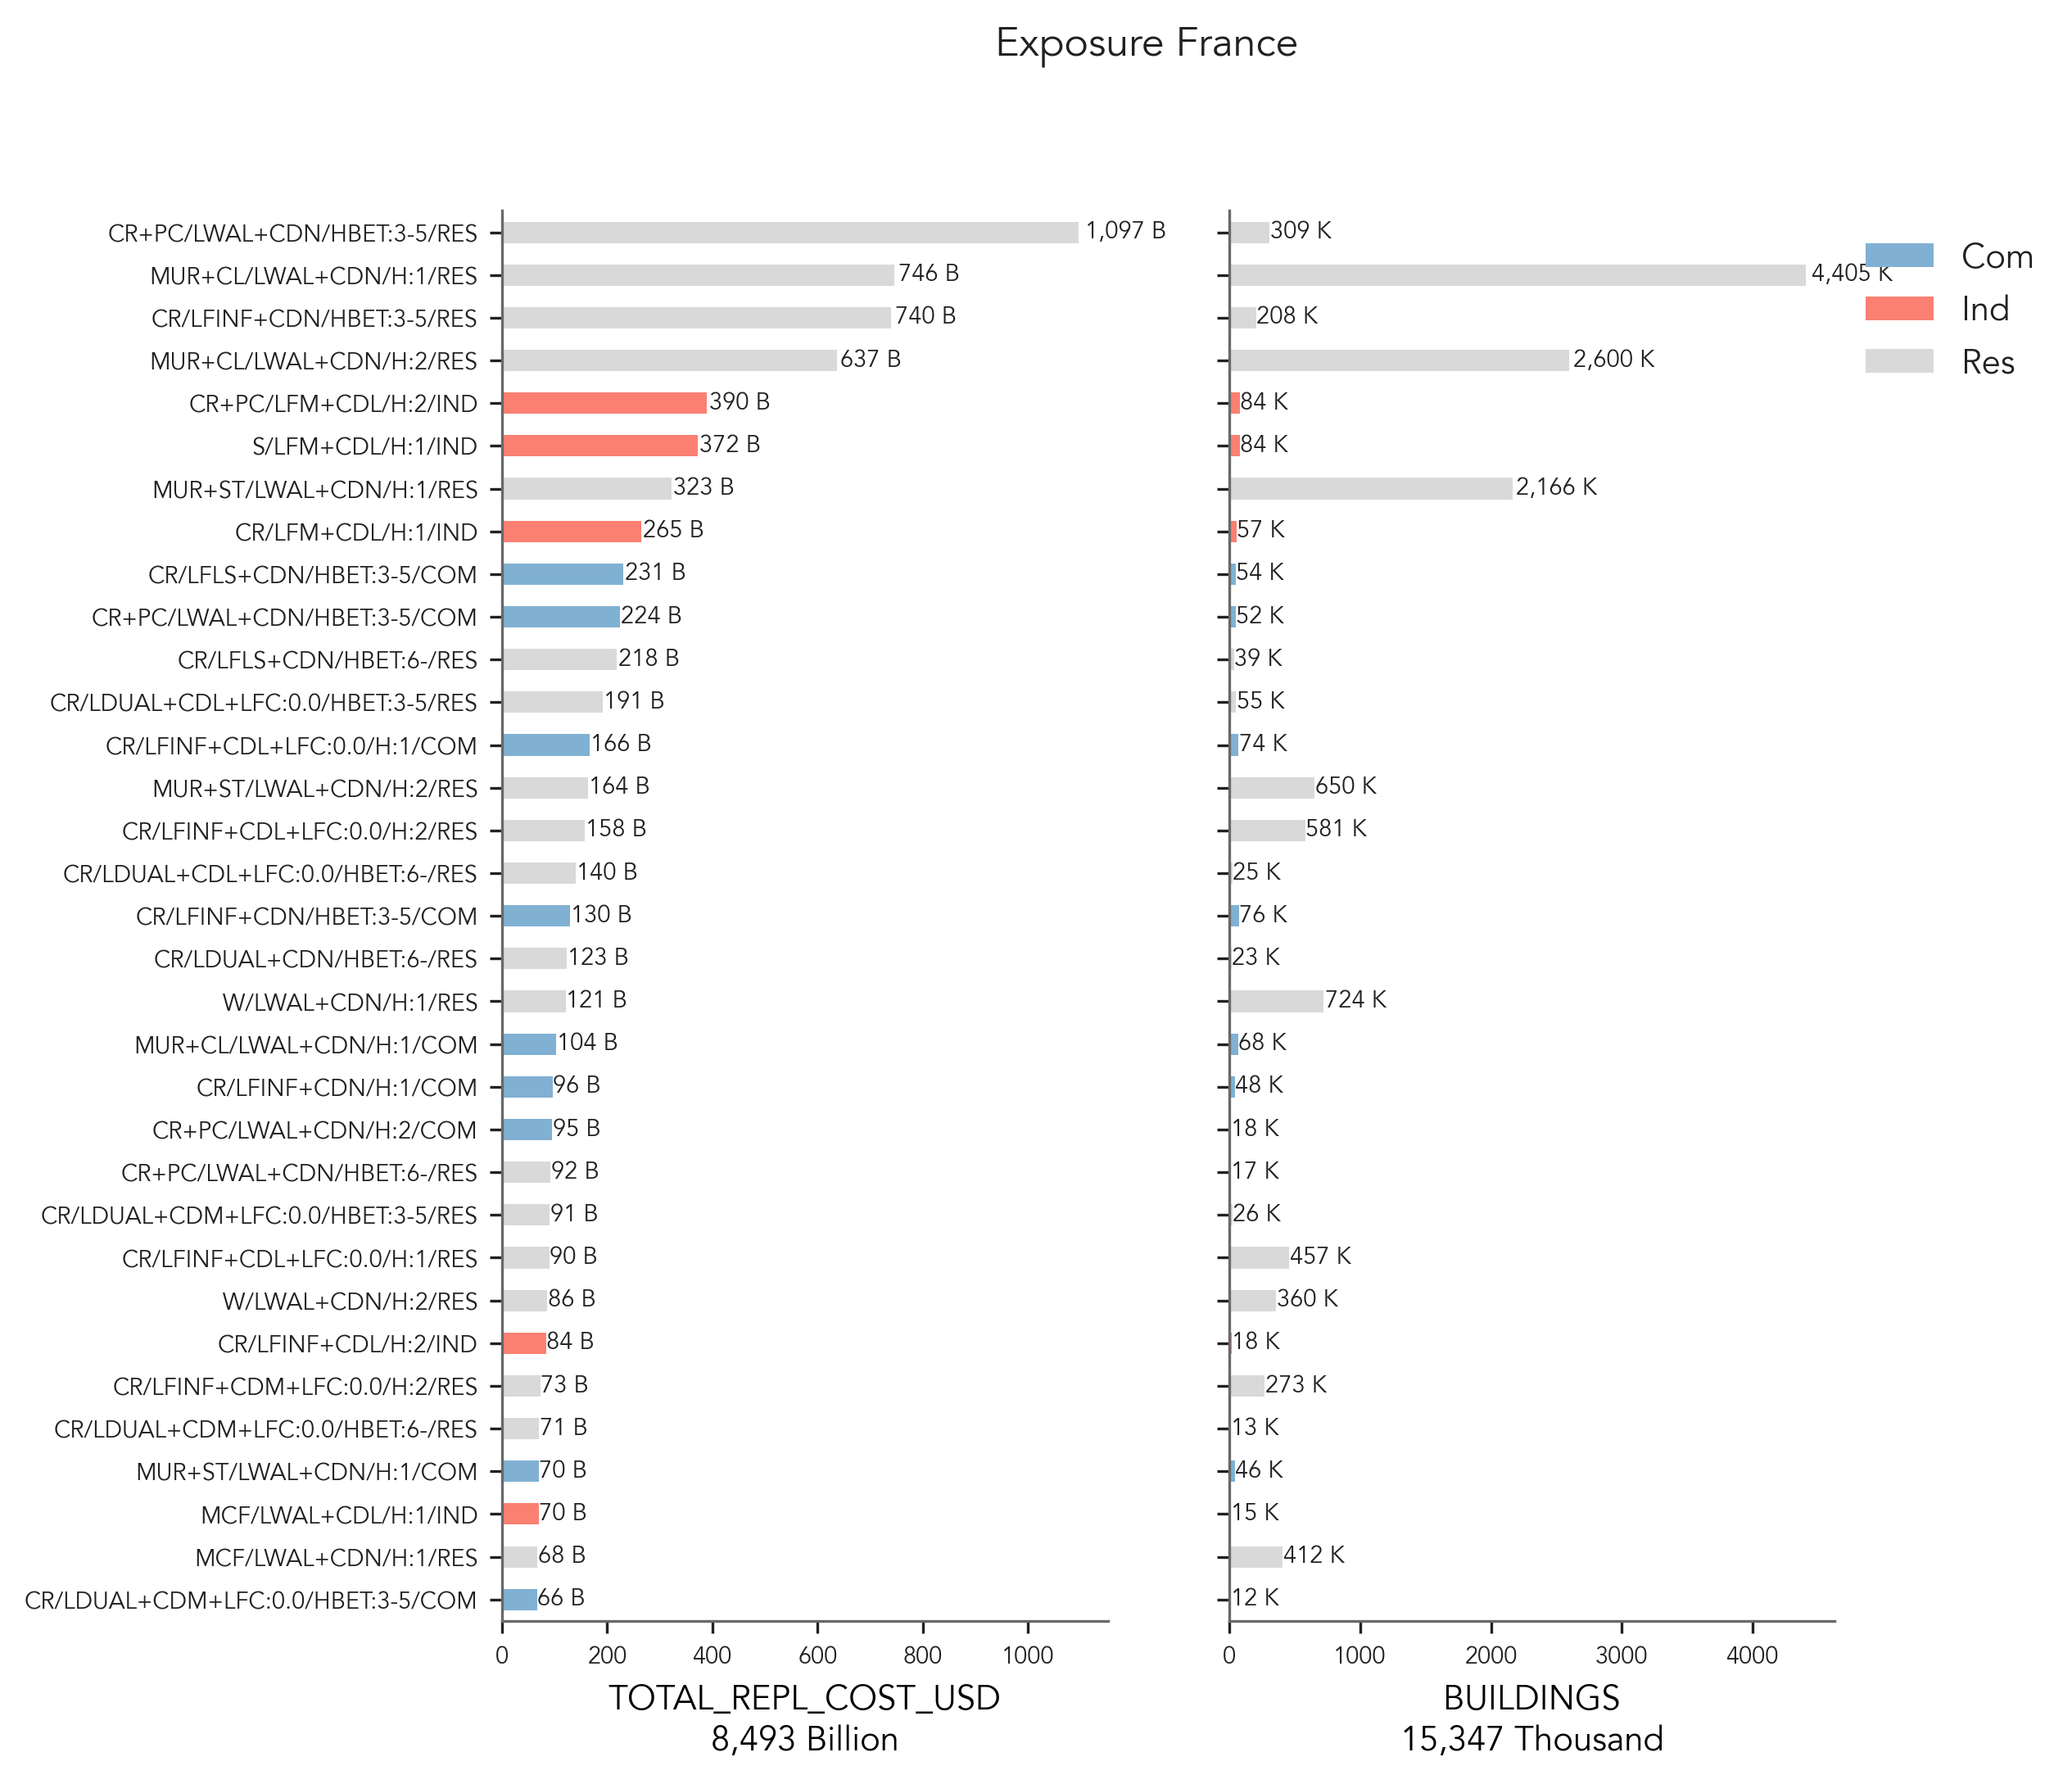 Exposure France
CR+PC/LWAL+CDN/HBET:3-5/RES 1,097 B 309 K
MUR+CL/LWAL+CDN/H:1/RES 746 B 4,405 K Com
CR/LFINF+CDN/HBET:3-5/RES 740 B 208 K Ind
MUR+CL/LWAL+CDN/H:2/RES 637 B 2,600 K Res
CR+PC/LFM+CDL/H:2/IND 390 B 84 K
S/LFM+CDL/H:1/IND 372 B 84 K
MUR+ST/LWAL+CDN/H:1/RES 323 B 2,166 K
CR/LFM+CDL/H:1/IND 265 B 57 K
CR/LFLS+CDN/HBET:3-5/COM 231 B 54 K
CR+PC/LWAL+CDN/HBET:3-5/COM 224 B 52 K
CR/LFLS+CDN/HBET:6-/RES 218 B 39 K
CR/LDUAL+CDL+LFC:0.0/HBET:3-5/RES 191 B 55 K
CR/LFINF+CDL+LFC:0.0/H:1/COM 166 B 74 K
MUR+ST/LWAL+CDN/H:2/RES 164 B 650 K
CR/LFINF+CDL+LFC:0.0/H:2/RES 158 B 581 K
CR/LDUAL+CDL+LFC:0.0/HBET:6-/RES 140 B 25 K
CR/LFINF+CDN/HBET:3-5/COM 130 B 76 K
CR/LDUAL+CDN/HBET:6-/RES 123 B 23 K
W/LWAL+CDN/H:1/RES 121 B 724 K
MUR+CL/LWAL+CDN/H:1/COM 104 B 68 K
CR/LFINF+CDN/H:1/COM 96 B 48 K
CR+PC/LWAL+CDN/H:2/COM 95 B 18 K
CR+PC/LWAL+CDN/HBET:6-/RES 92 B 17 K
CR/LDUAL+CDM+LFC:0.0/HBET:3-5/RES 91 B 26 K
CR/LFINF+CDL+LFC:0.0/H:1/RES 90 B 457 K
W/LWAL+CDN/H:2/RES 86 B 360 K
CR/LFINF+CDL/H:2/IND 84 B 18 K
CR/LFINF+CDM+LFC:0.0/H:2/RES 73 B 273 K
CR/LDUAL+CDM+LFC:0.0/HBET:6-/RES 71 B 13 K
MUR+ST/LWAL+CDN/H:1/COM 70 B 46 K
MCF/LWAL+CDL/H:1/IND 70 B 15 K
MCF/LWAL+CDN/H:1/RES 68 B 412 K
CR/LDUAL+CDM+LFC:0.0/HBET:3-5/COM 66 B 12 K
0 200 400 600 800 1000 0 1000 2000 3000 4000
TOTAL_REPL_COST_USD BUILDINGS
8,493 Billion 15,347 Thousand